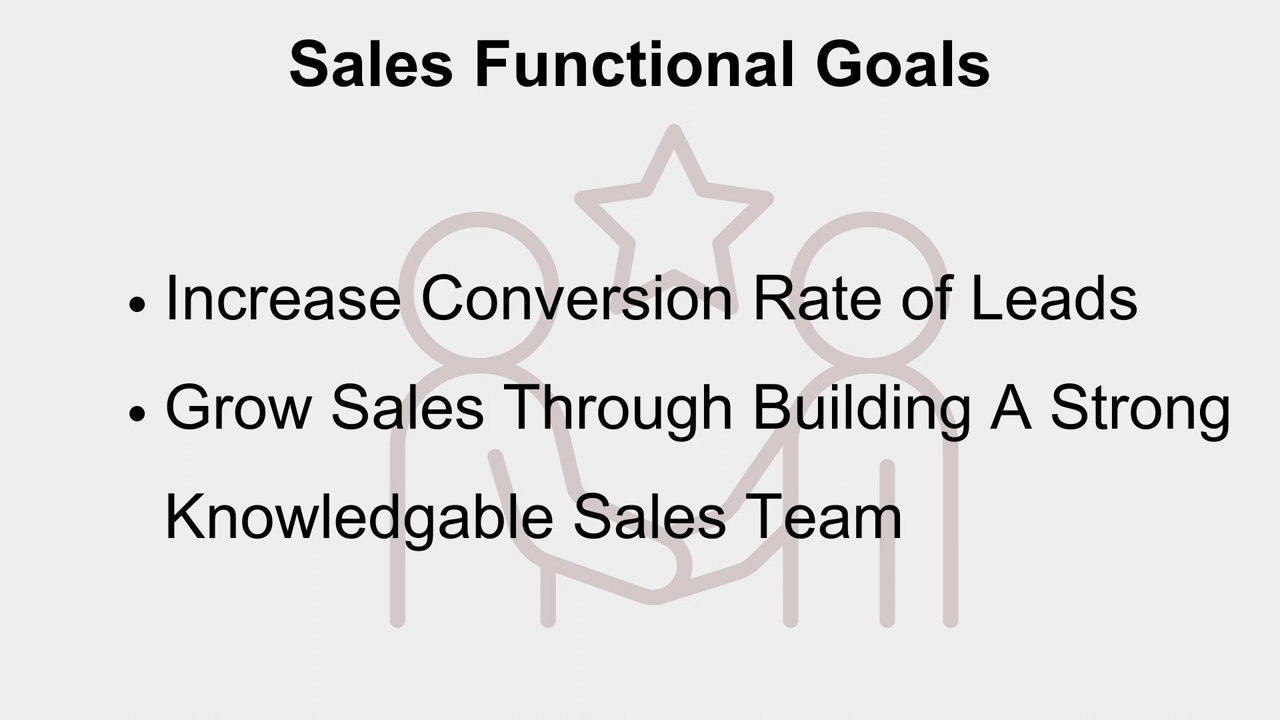 Sales Functional Goals
• Increase Conversion Rate of Leads
• Grow Sales Through Building A Strong
Knowledgable Sales Team